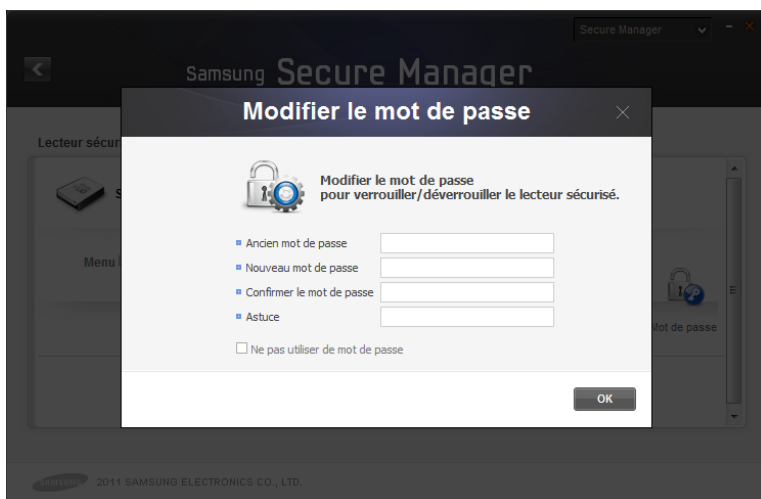 Secure Manager
Samsung Secure Manager
Modifier le mot de passe
Lecteur sécur
Modifier le mot de passe
pour verrouiller/déverrouiller le lecteur sécurisé.
S
Ancien mot de passe
Nouveau mot de passe
Menu
Confirmer le mot de passe
Astuce
Mot de passe
Ne pas utiliser de mot de passe
OK
SAMSUNG 2011 SAMSUNG ELECTRONICS CO., LTD.